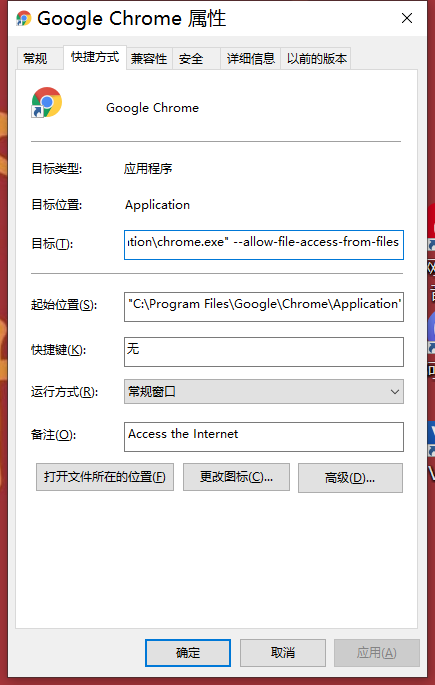 Google Chrome 属性
常规 快捷方式 兼容性 安全 详细信息 以前的版本
Google Chrome
目标类型: 应用程序
目标位置: Application
目标(T): ation\chrome.exe" --allow-file-access-from-files
起始位置(S): "C:\Program Files\Google\Chrome\Application"
快捷键(K): 无
运行方式(R): 常规窗口
备注(O): Access the Internet
打开文件所在的位置(F) 更改图标(C)... 高级(D)...
确定 取消 应用(A)